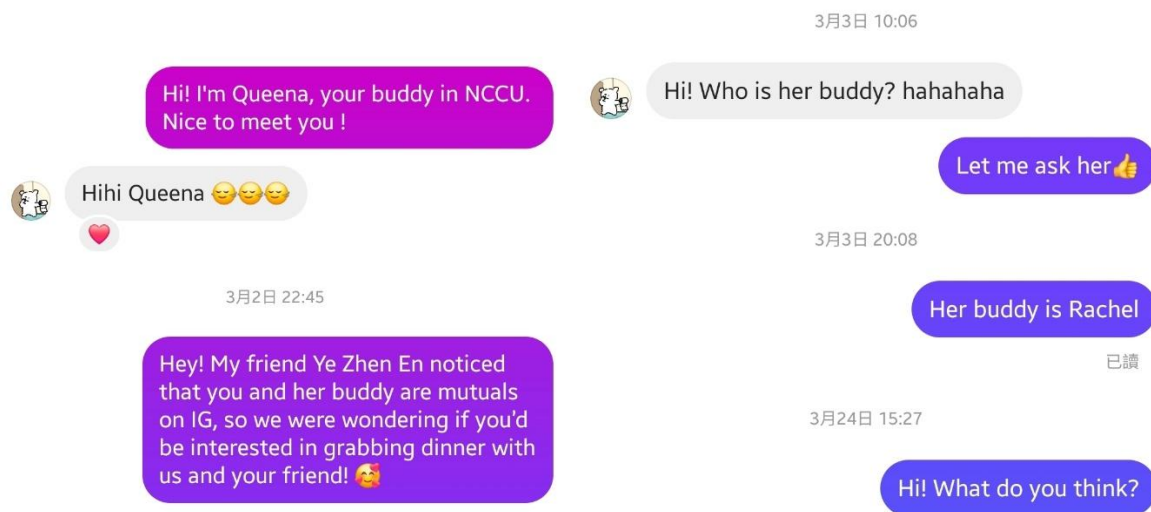 Hi! I'm Queena, your buddy in NCCU.
Nice to meet you !
Hihi Queena 😌😌😌
3月2日 22:45
Hey! My friend Ye Zhen En noticed
that you and her buddy are mutuals
on IG, so we were wondering if you'd
be interested in grabbing dinner with
us and your friend! 🥰
3月3日 10:06
Hi! Who is her buddy? hahahaha
Let me ask her👍
3月3日 20:08
Her buddy is Rachel
已讀
3月24日 15:27
Hi! What do you think?